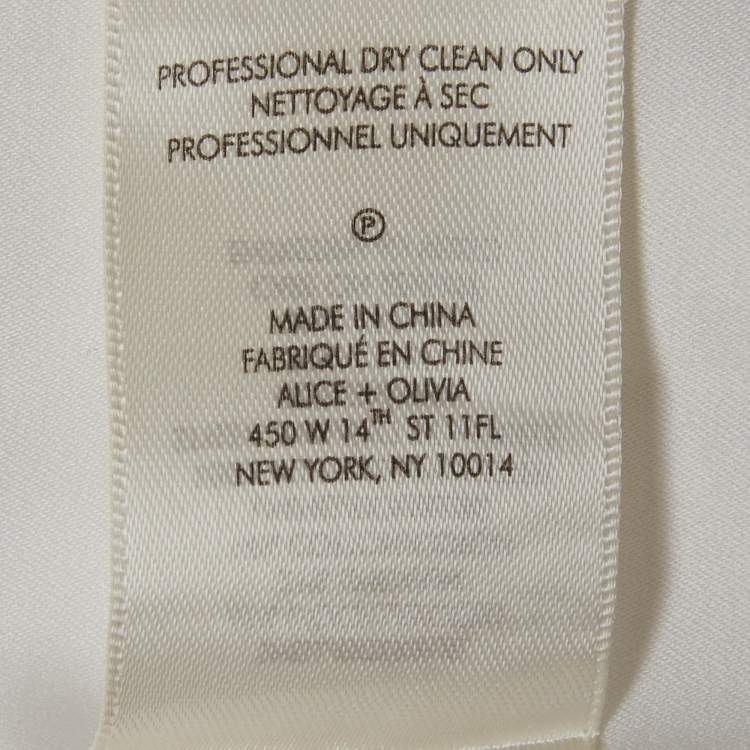 PROFESSIONAL DRY CLEAN ONLY
NETTOYAGE À SEC
PROFESSIONNEL UNIQUEMENT
P
MADE IN CHINA
FABRIQUÉ EN CHINE
ALICE + OLIVIA
450 W 14TH ST 11FL
NEW YORK, NY 10014